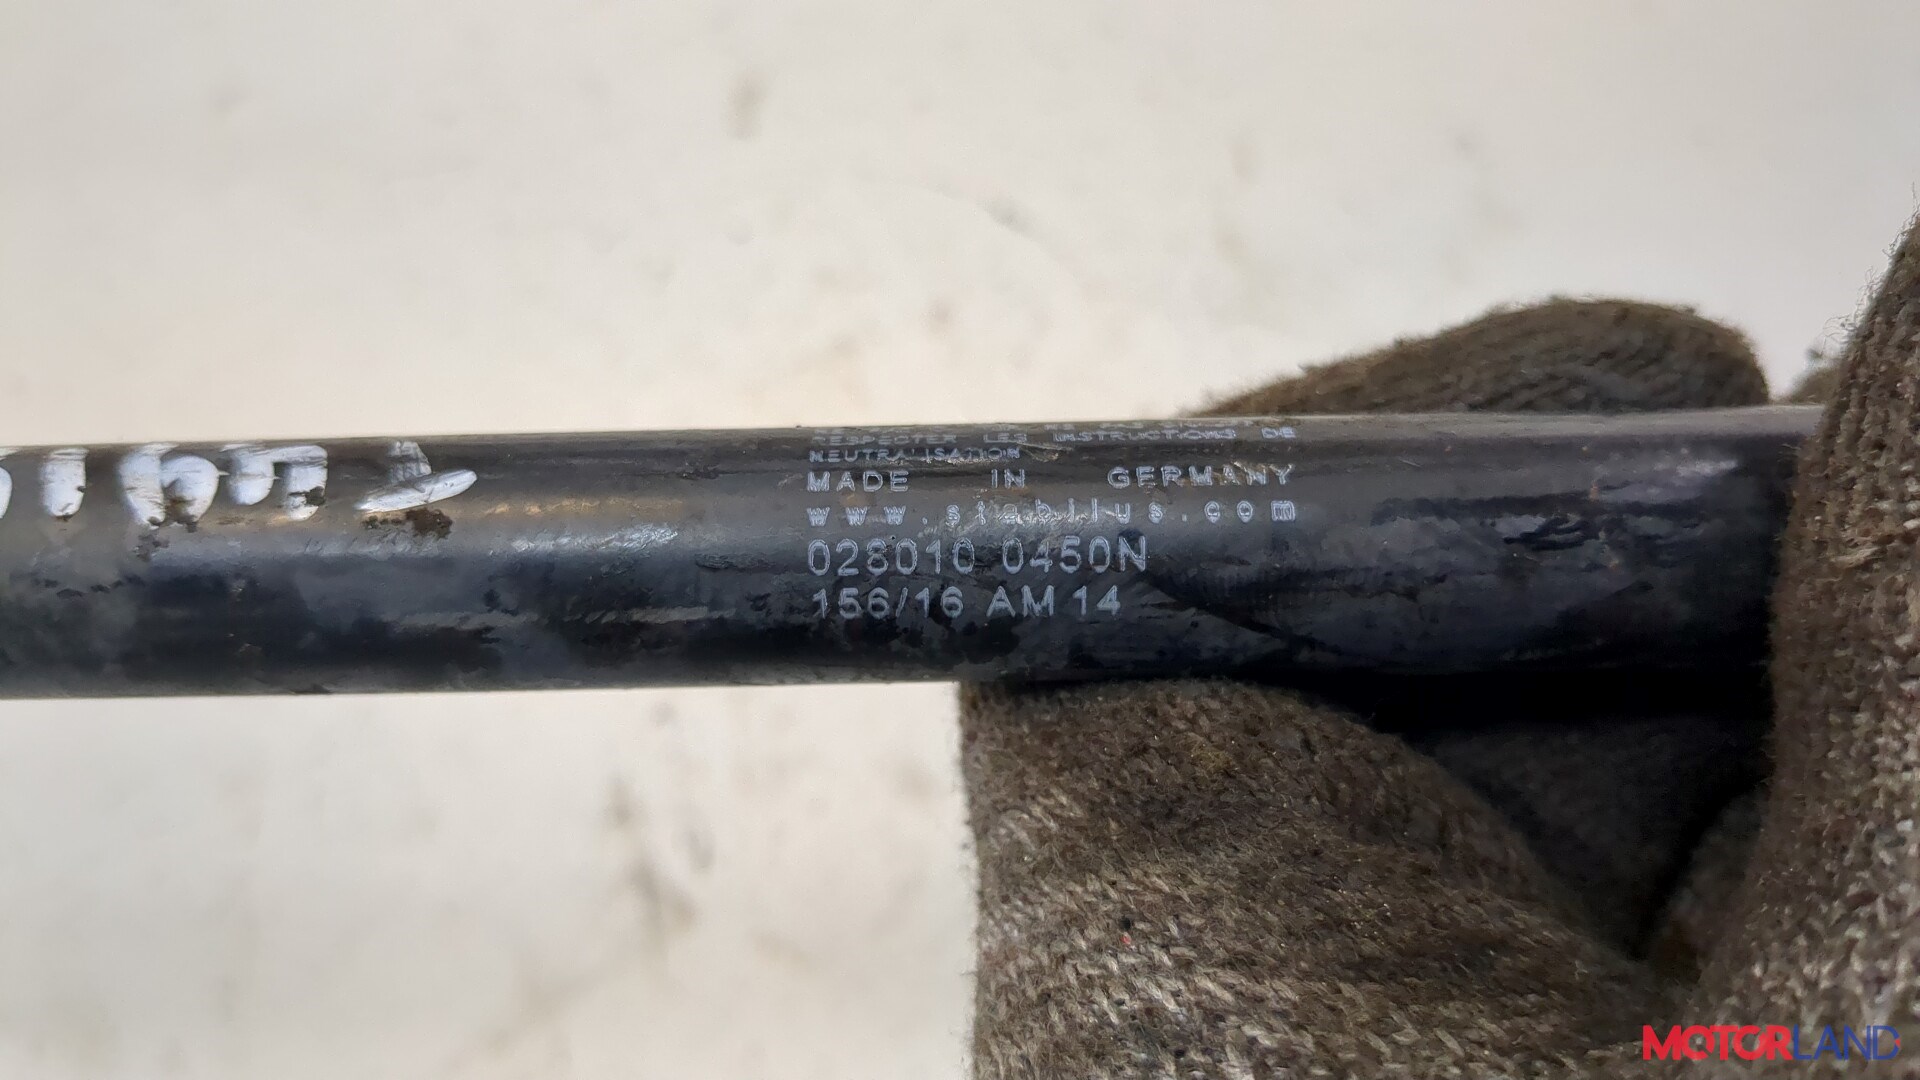 RESPECTER LES INSTRUCTIONS DE
NEUTRALISATION
MADE IN GERMANY
www.stabilus.com
028010 0450N
156/16 AM 14
MOTORLAND